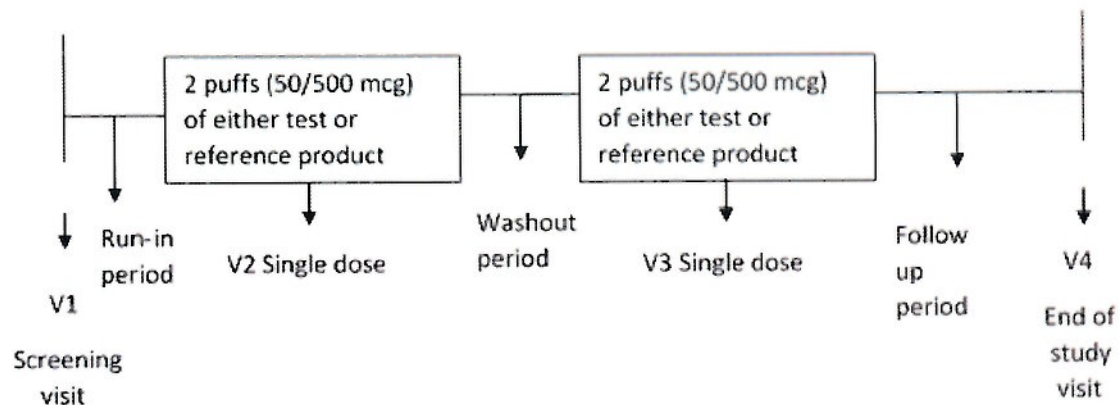 2 puffs (50/500 mcg)
of either test or
reference product
2 puffs (50/500 mcg)
of either test or
reference product
Run-in
period
V2 Single dose
Washout
period
V3 Single dose
Follow
up
period
V1
Screening
visit
V4
End of
study
visit